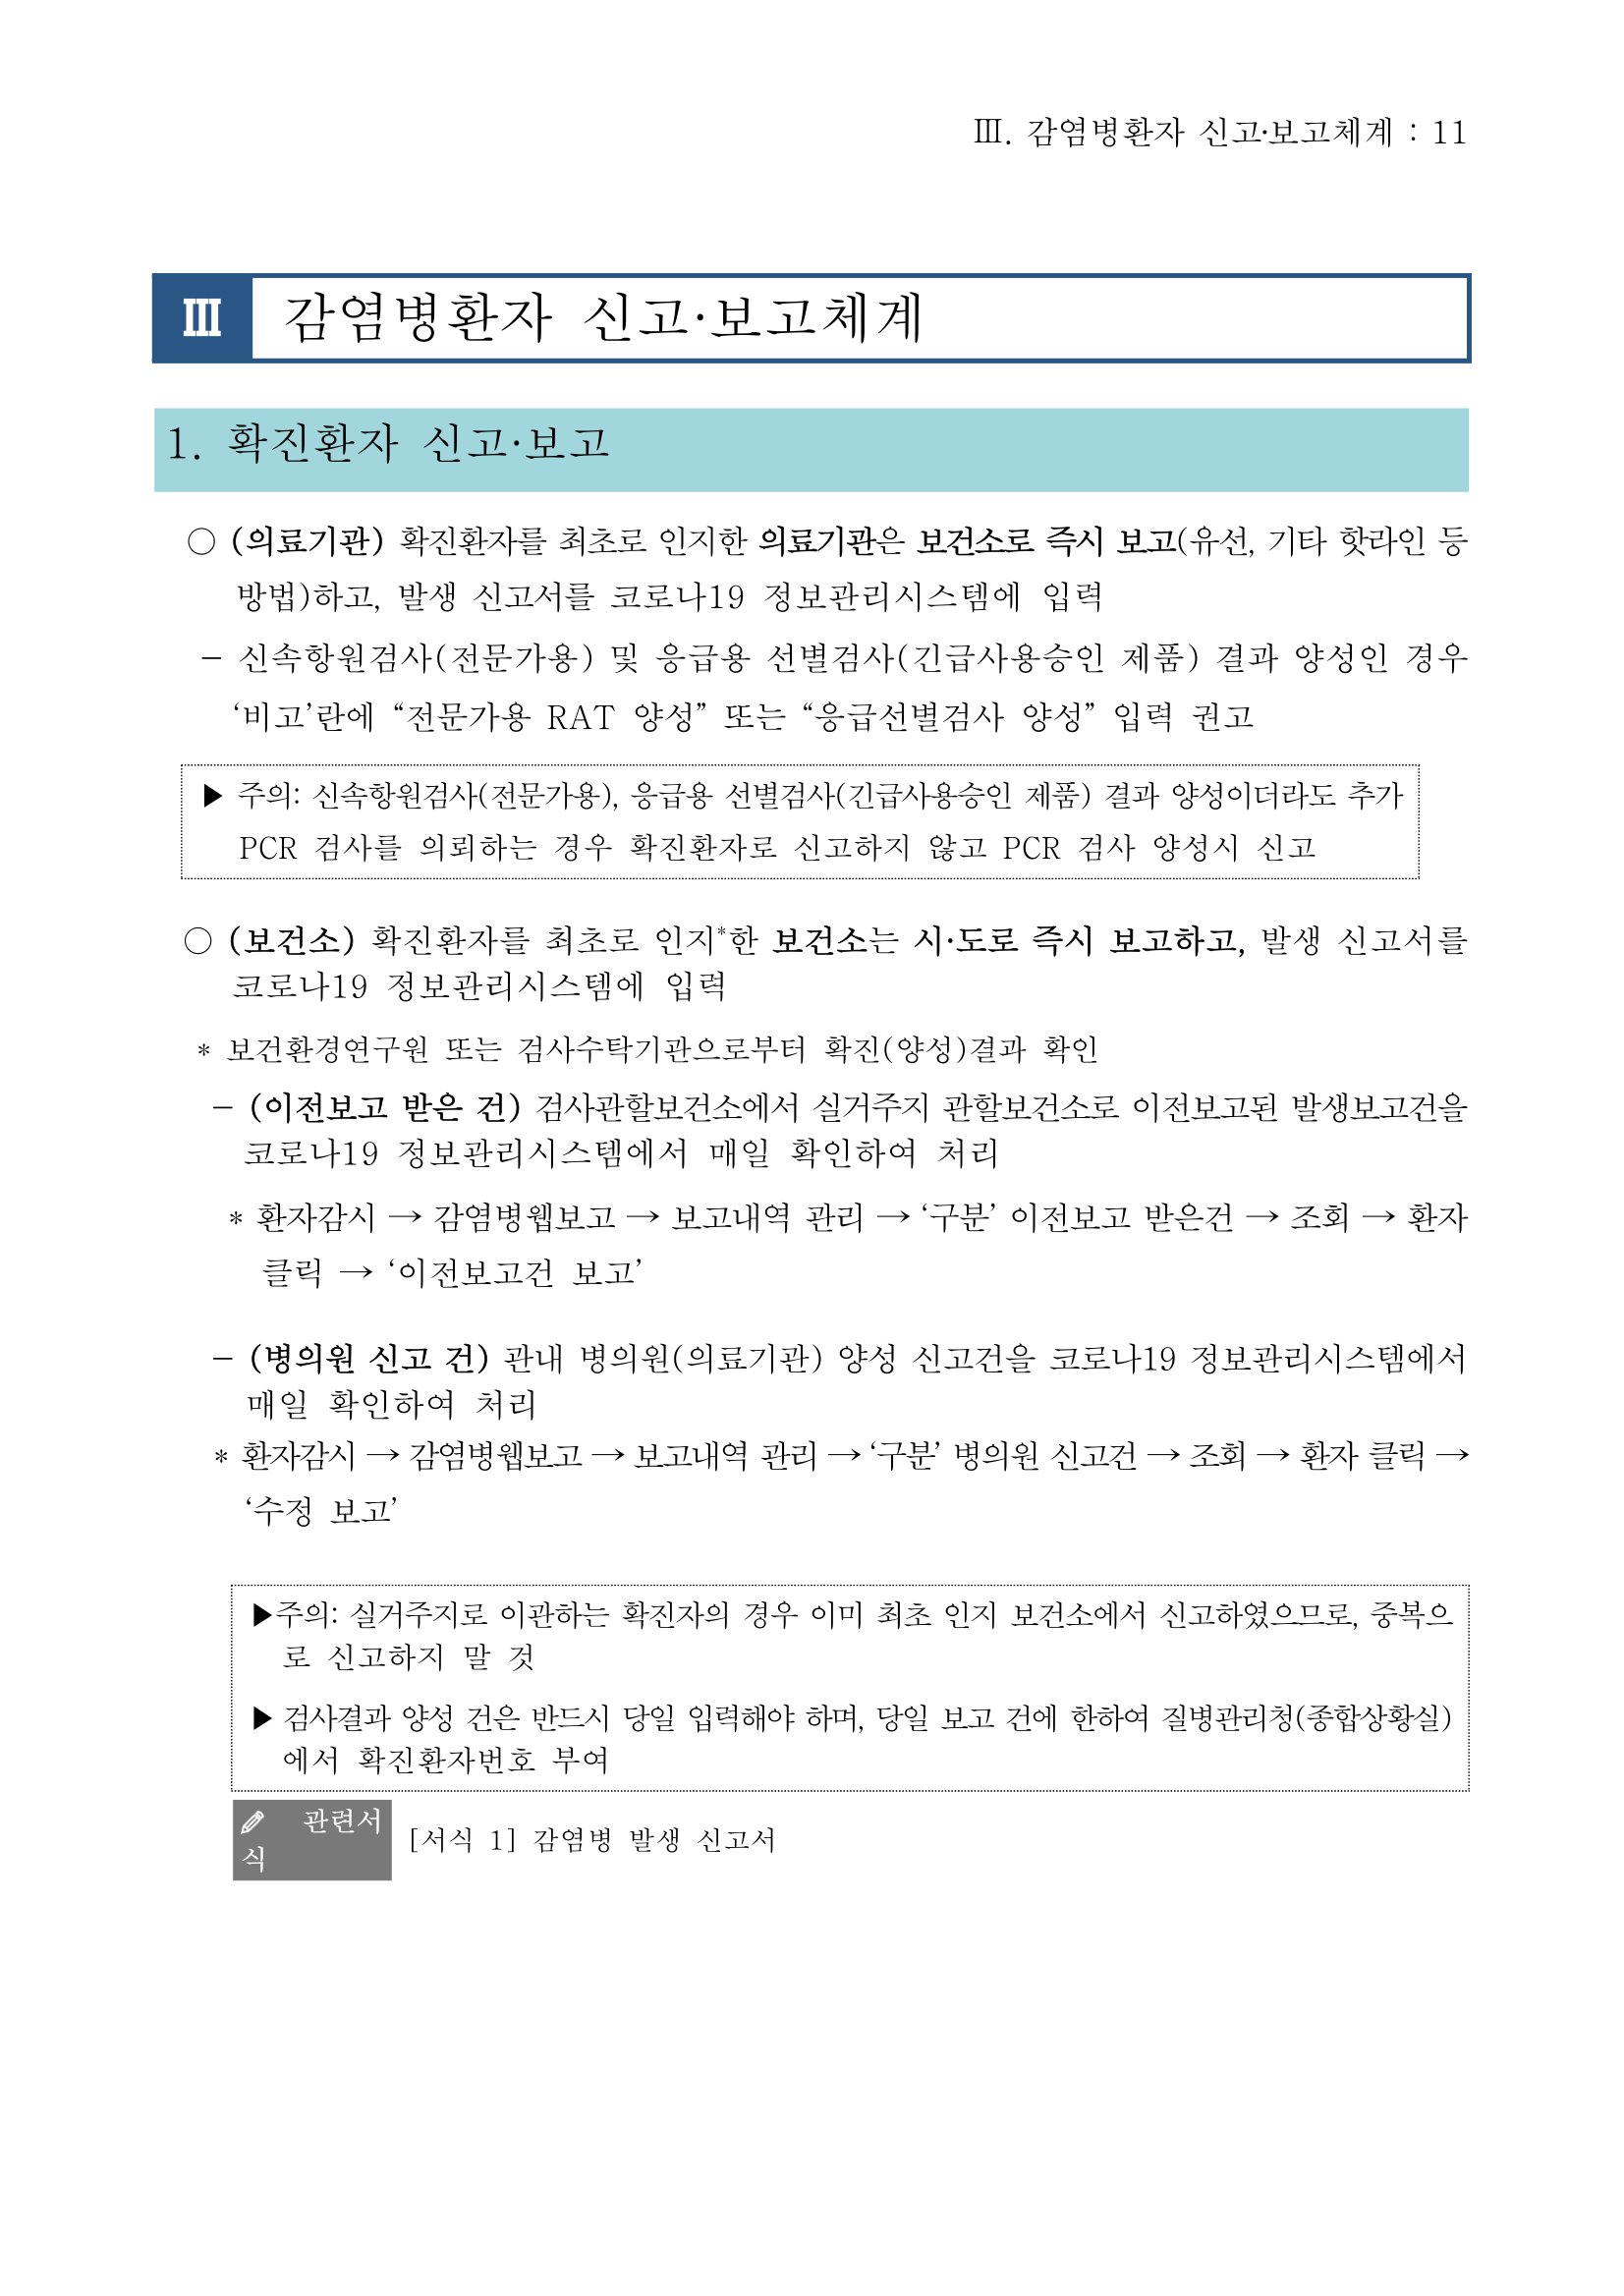 Ⅲ. 감염병환자 신고·보고체계 : 11
Ⅲ 감염병환자 신고·보고체계
1. 확진환자 신고·보고
○ (의료기관) 확진환자를 최초로 인지한 의료기관은 보건소로 즉시 보고(유선, 기타 핫라인 등
방법)하고, 발생 신고서를 코로나19 정보관리시스템에 입력
- 신속항원검사(전문가용) 및 응급용 선별검사(긴급사용승인 제품) 결과 양성인 경우
‘비고’란에 “전문가용 RAT 양성” 또는 “응급선별검사 양성” 입력 권고
▶ 주의: 신속항원검사(전문가용), 응급용 선별검사(긴급사용승인 제품) 결과 양성이더라도 추가
PCR 검사를 의뢰하는 경우 확진환자로 신고하지 않고 PCR 검사 양성시 신고
○ (보건소) 확진환자를 최초로 인지*한 보건소는 시·도로 즉시 보고하고, 발생 신고서를
코로나19 정보관리시스템에 입력
* 보건환경연구원 또는 검사수탁기관으로부터 확진(양성)결과 확인
- (이전보고 받은 건) 검사관할보건소에서 실거주지 관할보건소로 이전보고된 발생보고건을
코로나19 정보관리시스템에서 매일 확인하여 처리
* 환자감시 → 감염병웹보고 → 보고내역 관리 → ‘구분’ 이전보고 받은건 → 조회 → 환자
클릭 → ‘이전보고건 보고’
- (병의원 신고 건) 관내 병의원(의료기관) 양성 신고건을 코로나19 정보관리시스템에서
매일 확인하여 처리
* 환자감시 → 감염병웹보고 → 보고내역 관리 → ‘구분’ 병의원 신고건 → 조회 → 환자 클릭 →
‘수정 보고’
▶주의: 실거주지로 이관하는 확진자의 경우 이미 최초 인지 보건소에서 신고하였으므로, 중복으
로 신고하지 말 것
▶ 검사결과 양성 건은 반드시 당일 입력해야 하며, 당일 보고 건에 한하여 질병관리청(종합상황실)
에서 확진환자번호 부여
관련서
식
[서식 1] 감염병 발생 신고서